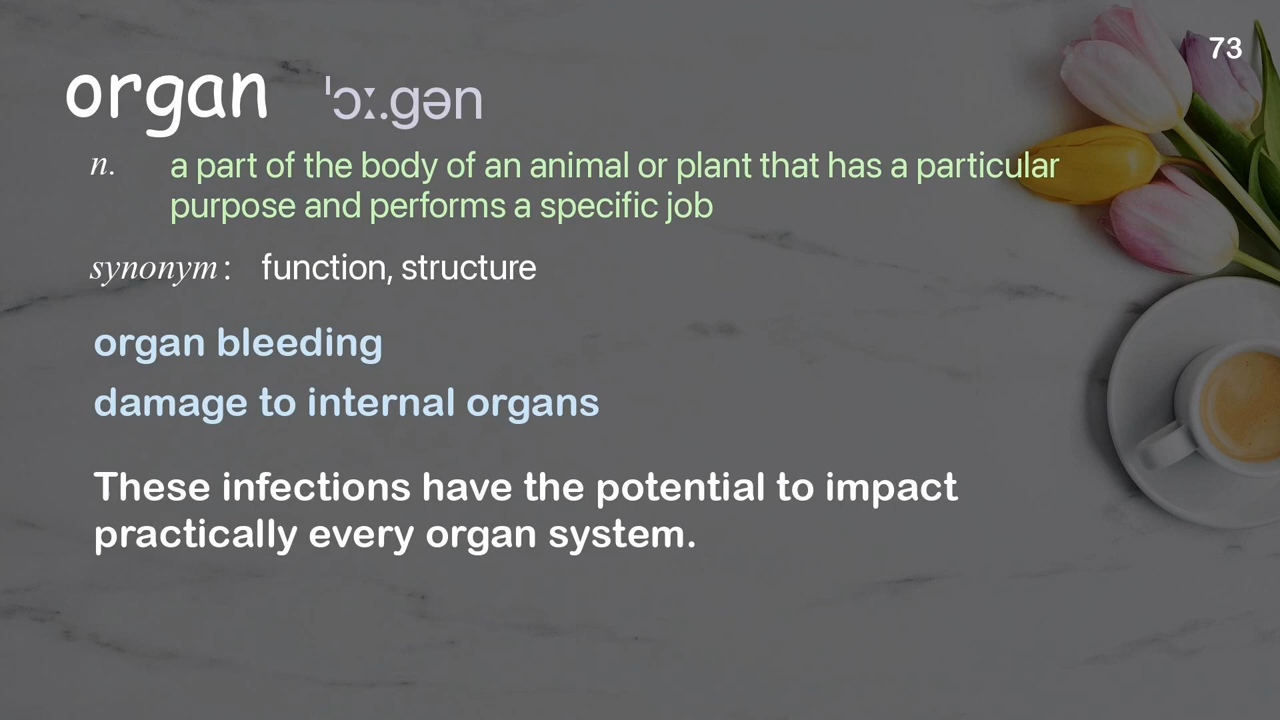 73
organ ˈɔː.gən
n. a part of the body of an animal or plant that has a particular
purpose and performs a specific job
synonym: function, structure
organ bleeding
damage to internal organs
These infections have the potential to impact
practically every organ system.